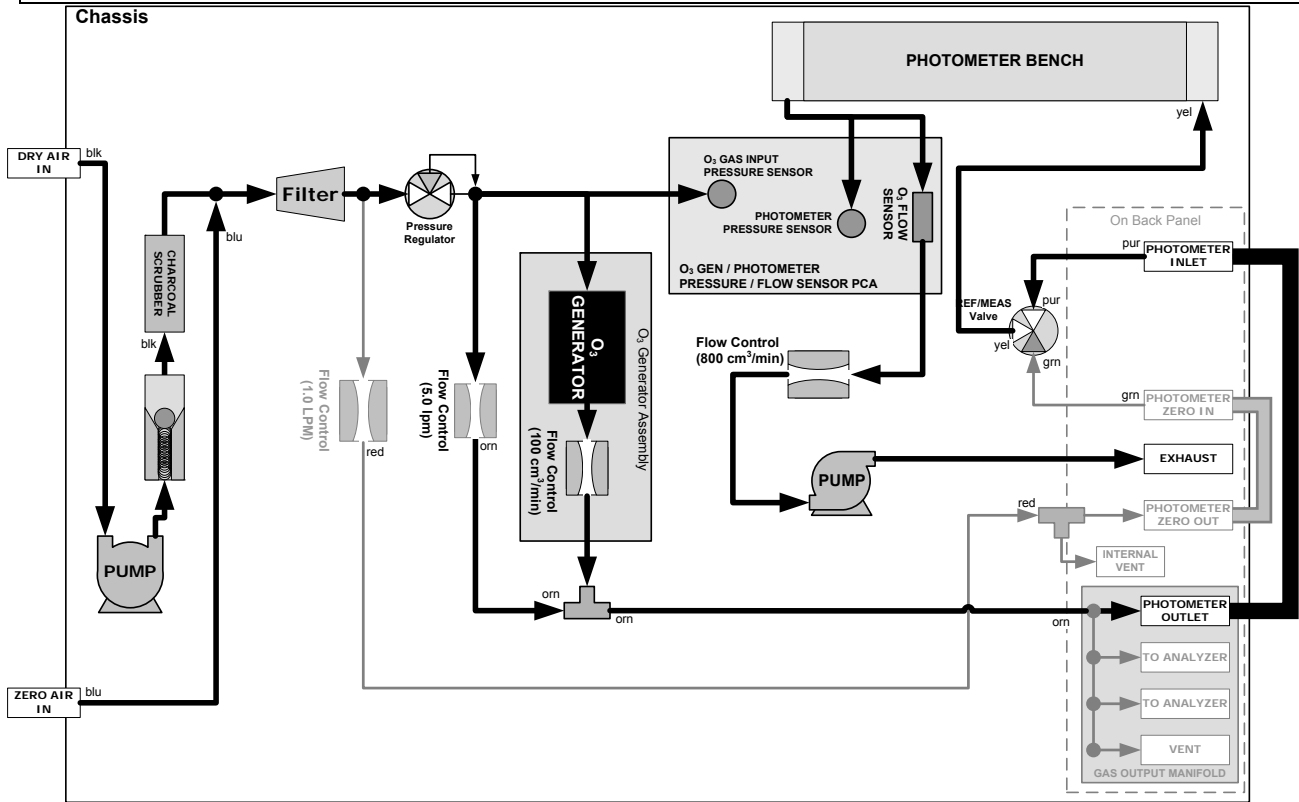 Chassis
PHOTOMETER BENCH
yel
DRY AIR
IN
blk
Filter
Pressure
Regulator
blu
CHARCOAL
SCRUBBER
blk
PUMP
ZERO AIR
IN
blu
O3 GAS INPUT
PRESSURE SENSOR
PHOTOMETER
PRESSURE SENSOR
O3 FLOW
SENSOR
O3 GEN / PHOTOMETER
PRESSURE / FLOW SENSOR PCA
O3
GENERATOR
O3 Generator Assembly
Flow Control
(100 cm3/min)
Flow Control
(1.0 LPM)
red
Flow Control
(5.0 lpm)
orn
orn
orn
Flow Control
(800 cm3/min)
PUMP
On Back Panel
pur
PHOTOMETER
INLET
REF/MEAS
Valve
pur
yel
grn
grn
PHOTOMETER
ZERO IN
EXHAUST
red
PHOTOMETER
ZERO OUT
INTERNAL
VENT
orn
PHOTOMETER
OUTLET
TO ANALYZER
TO ANALYZER
VENT
GAS OUTPUT MANIFOLD